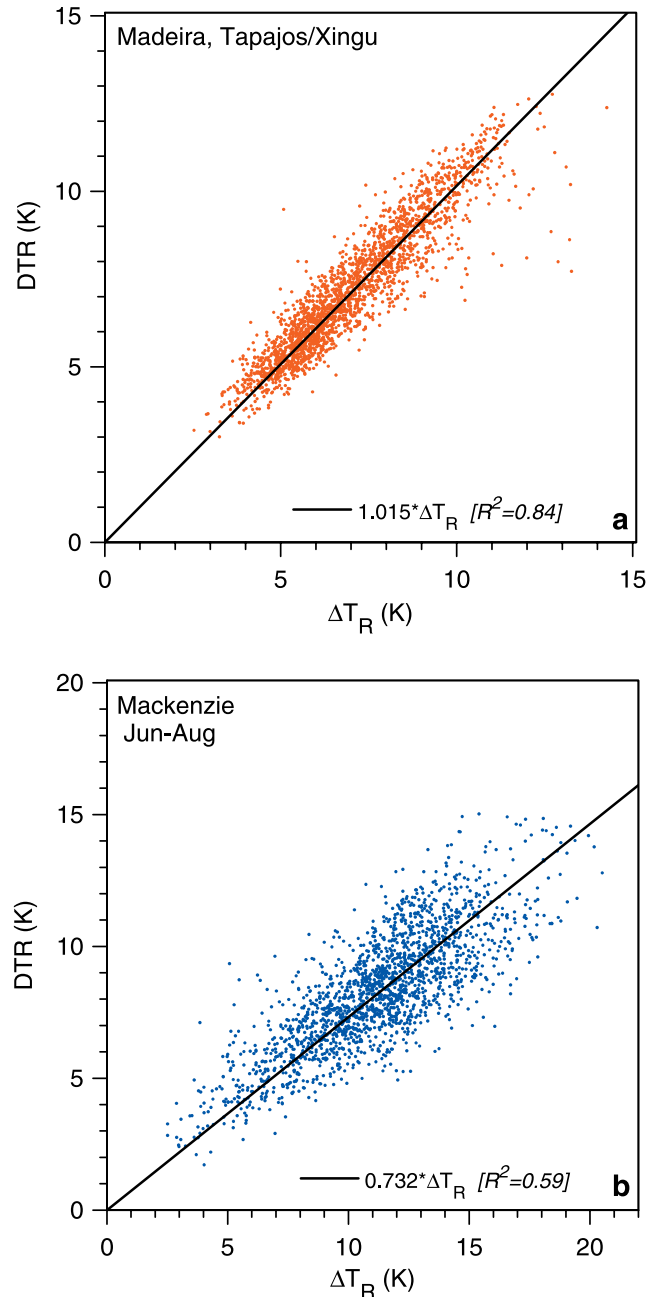 15
Madeira, Tapajos/Xingu
10
DTR (K)
5
1.015*ΔT_R [R²=0.84] a
0
0 5 10 15
ΔT_R (K)
20
Mackenzie
Jun-Aug
15
DTR (K)
10
5
0.732*ΔT_R [R²=0.59] b
0
0 5 10 15 20
ΔT_R (K)